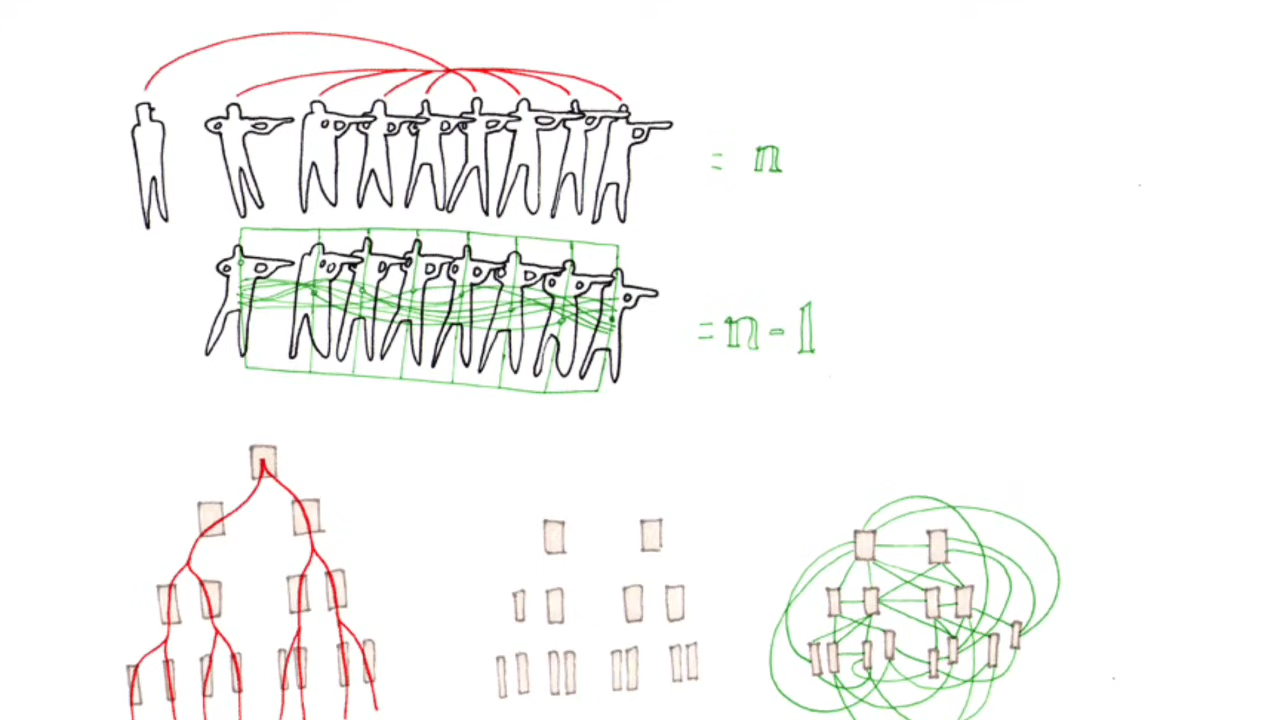 = n
= n-1